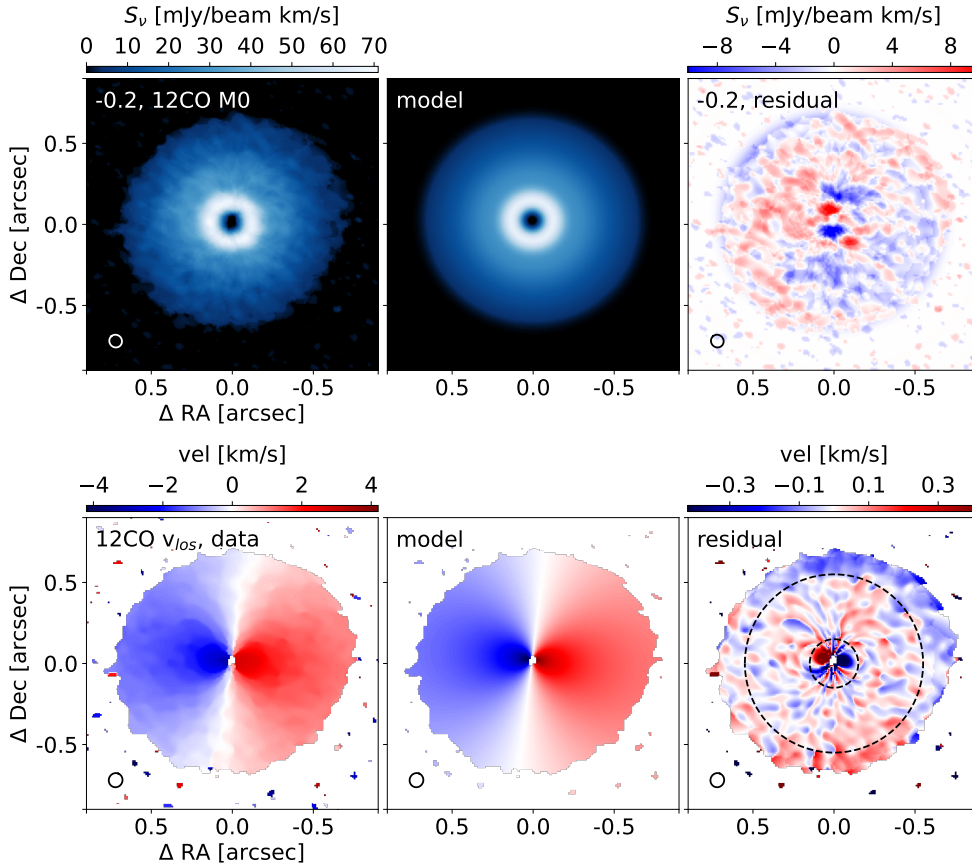 S_ν [mJy/beam km/s]
0 10 20 30 40 50 60 70
S_ν [mJy/beam km/s]
−8 −4 0 4 8
-0.2, 12CO M0
model
-0.2, residual
Δ Dec [arcsec]
0.5
0.0
-0.5
0.5 0.0 -0.5
0.5 0.0 -0.5
0.5 0.0 -0.5
Δ RA [arcsec]
vel [km/s]
−4 −2 0 2 4
vel [km/s]
−0.3 −0.1 0.1 0.3
12CO v_los, data
model
residual
Δ Dec [arcsec]
0.5
0.0
-0.5
0.5 0.0 -0.5
0.5 0.0 -0.5
0.5 0.0 -0.5
Δ RA [arcsec]